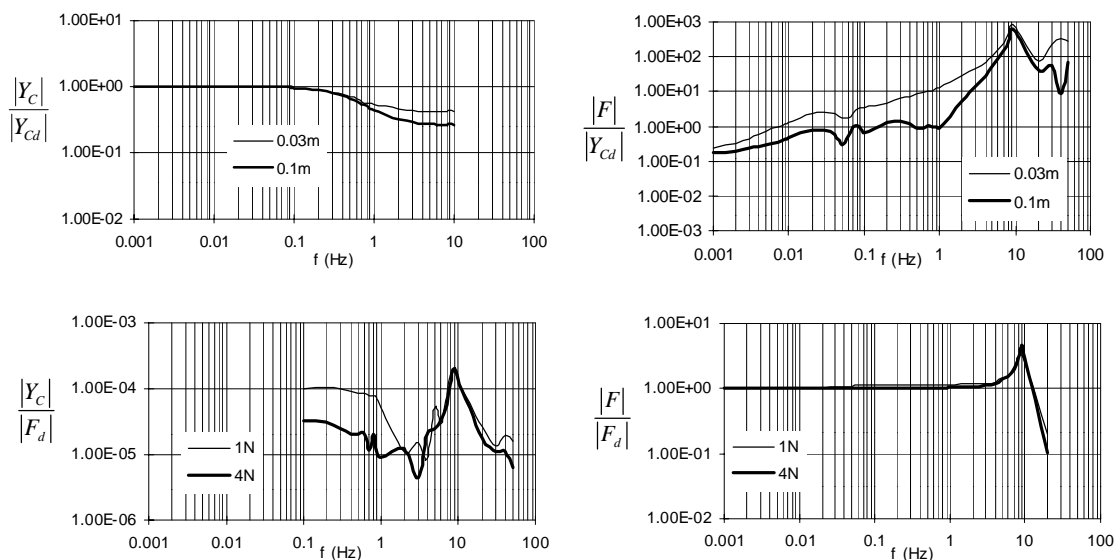 1.00E+01
1.00E+00
1.00E-01
1.00E-02
|Y_C|
|Y_Cd|
0.03m
0.1m
0.001 0.01 0.1 1 10 100
f (Hz)
1.00E+03
1.00E+02
1.00E+01
1.00E+00
1.00E-01
1.00E-02
1.00E-03
|F|
|Y_Cd|
0.03m
0.1m
0.001 0.01 0.1 1 10 100
f (Hz)
1.00E-03
1.00E-04
1.00E-05
1.00E-06
|Y_C|
|F_d|
1N
4N
0.001 0.01 0.1 1 10 100
f (Hz)
1.00E+01
1.00E+00
1.00E-01
1.00E-02
|F|
|F_d|
1N
4N
0.001 0.01 0.1 1 10 100
f (Hz)